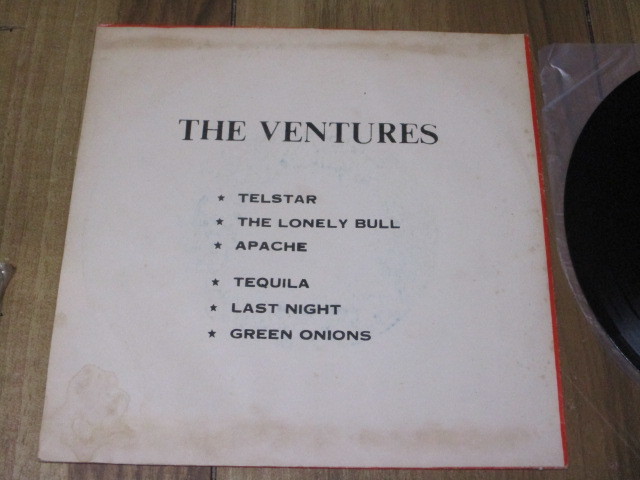 THE VENTURES
★ TELSTAR
★ THE LONELY BULL
★ APACHE
★ TEQUILA
★ LAST NIGHT
★ GREEN ONIONS